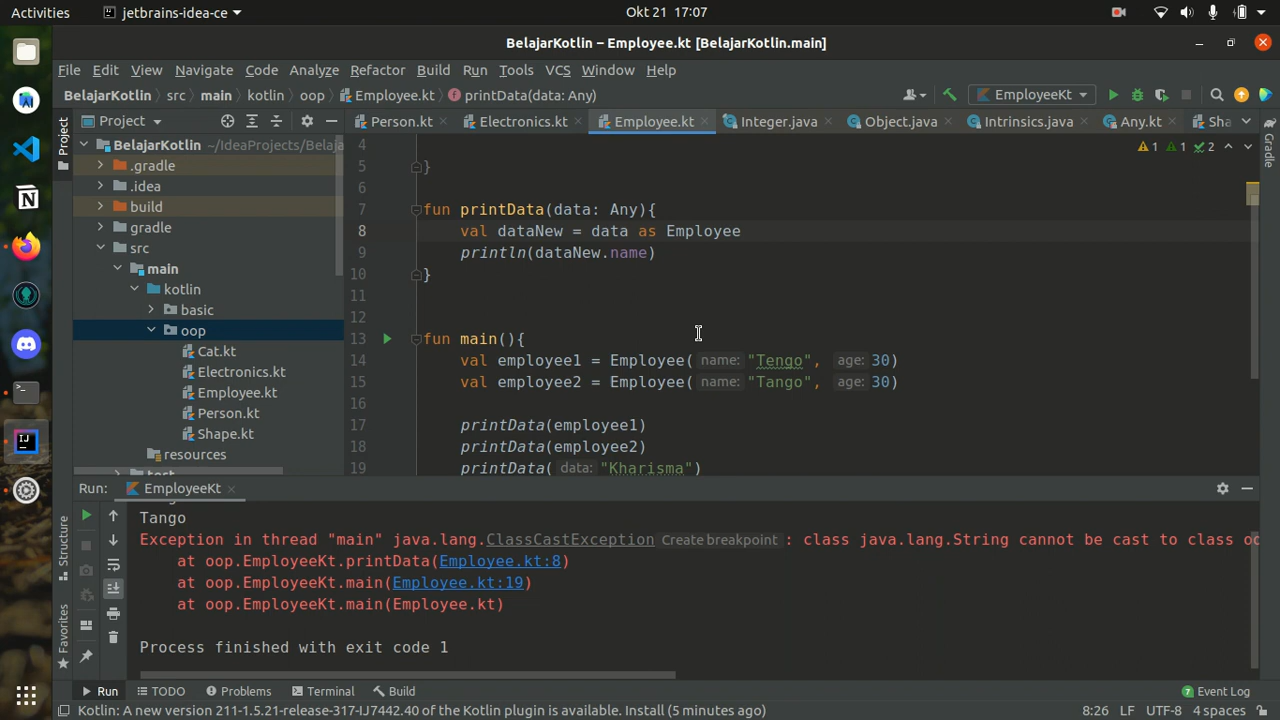 Activities jetbrains-idea-ce Okt 21 17:07
BelajarKotlin – Employee.kt [BelajarKotlin.main]
File Edit View Navigate Code Analyze Refactor Build Run Tools VCS Window Help
BelajarKotlin src main kotlin oop Employee.kt printData(data: Any) EmployeeKt
Project Project Person.kt Electronics.kt Employee.kt Integer.java Object.java Intrinsics.java Any.kt Sha Gradle
BelajarKotlin ~/IdeaProjects/Belaja
.gradle
.idea
build
gradle
src
main
kotlin
basic
oop
Cat.kt
Electronics.kt
Employee.kt
Person.kt
Shape.kt
resources
4 1 1 2
5 }
6
7 fun printData(data: Any){
8 val dataNew = data as Employee
9 println(dataNew.name)
10 }
11
12
13 fun main(){
14 val employee1 = Employee( name: "Tengo", age: 30)
15 val employee2 = Employee( name: "Tango", age: 30)
16
17 printData(employee1)
18 printData(employee2)
19 printData( data: "Kharisma")
Run: EmployeeKt
Tango
Exception in thread "main" java.lang.ClassCastException Create breakpoint : class java.lang.String cannot be cast to class
at oop.EmployeeKt.printData(Employee.kt:8)
at oop.EmployeeKt.main(Employee.kt:19)
at oop.EmployeeKt.main(Employee.kt)
Process finished with exit code 1
Structure
Favorites
Run TODO Problems Terminal Build 7 Event Log
Kotlin: A new version 211-1.5.21-release-317-IJ7442.40 of the Kotlin plugin is available. Install (5 minutes ago) 8:26 LF UTF-8 4 spaces